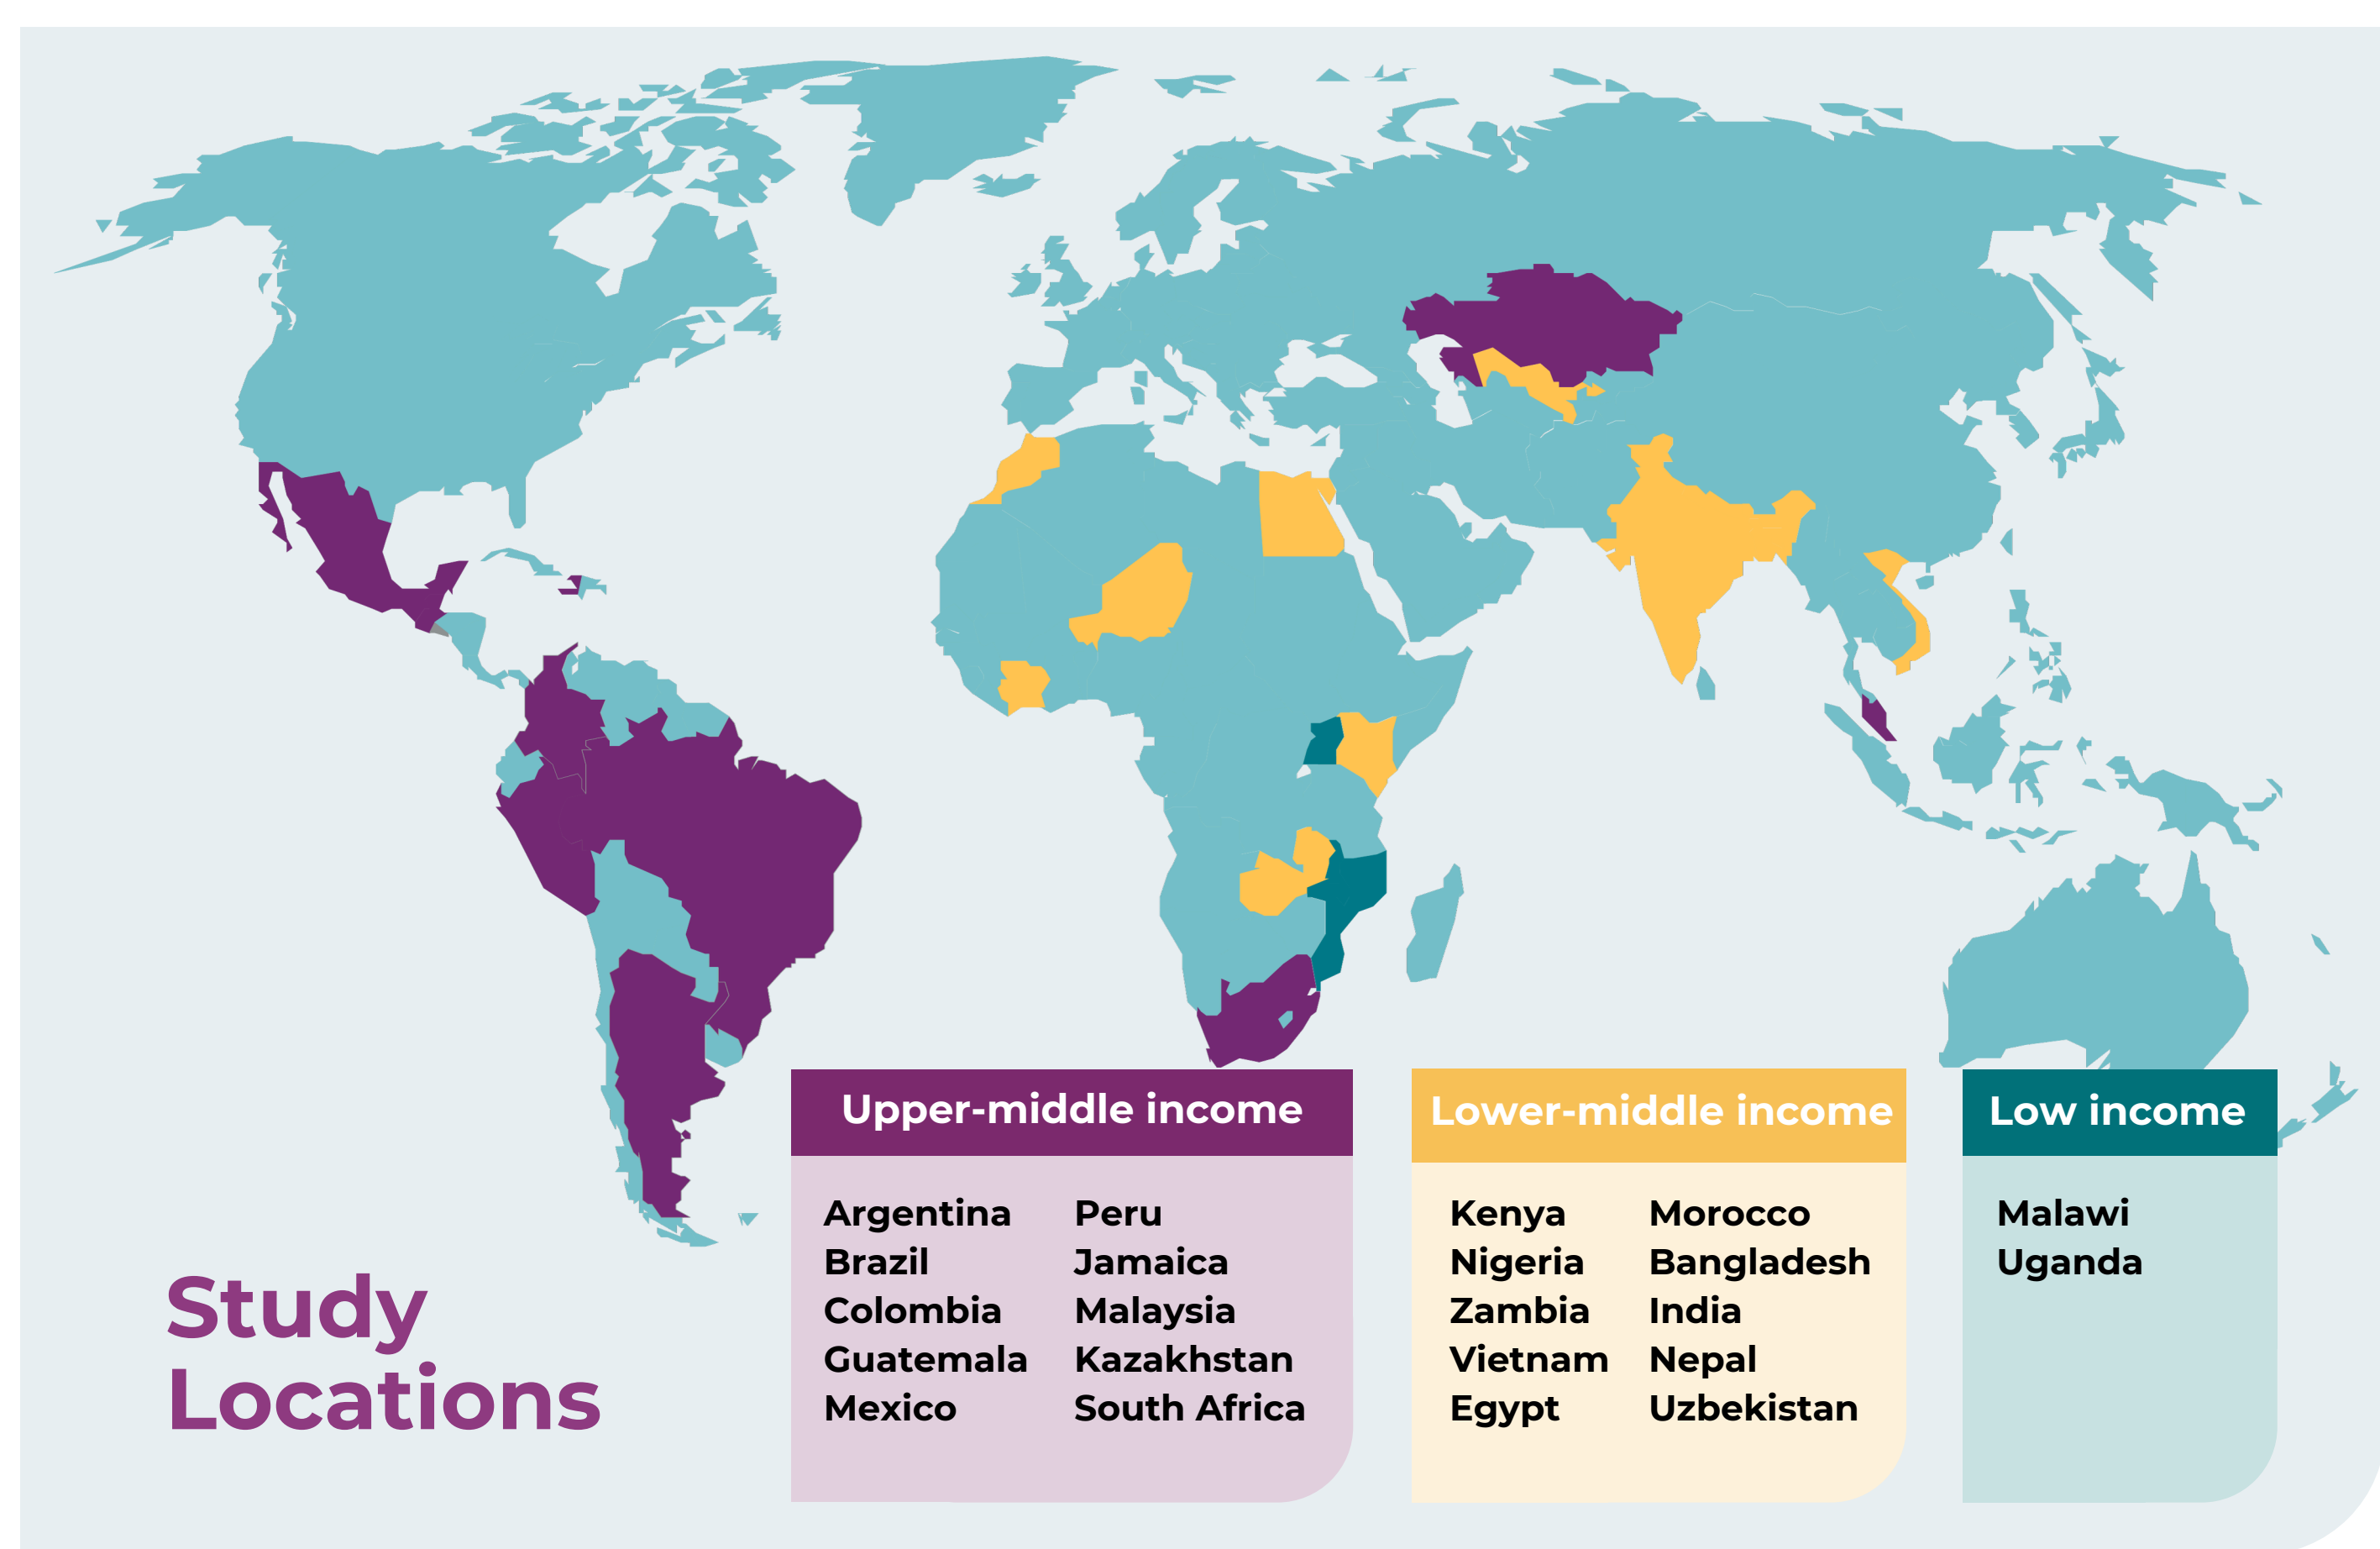 Study
Locations
Upper-middle income
Argentina
Brazil
Colombia
Guatemala
Mexico
Peru
Jamaica
Malaysia
Kazakhstan
South Africa
Lower-middle income
Kenya
Nigeria
Zambia
Vietnam
Egypt
Morocco
Bangladesh
India
Nepal
Uzbekistan
Low income
Malawi
Uganda